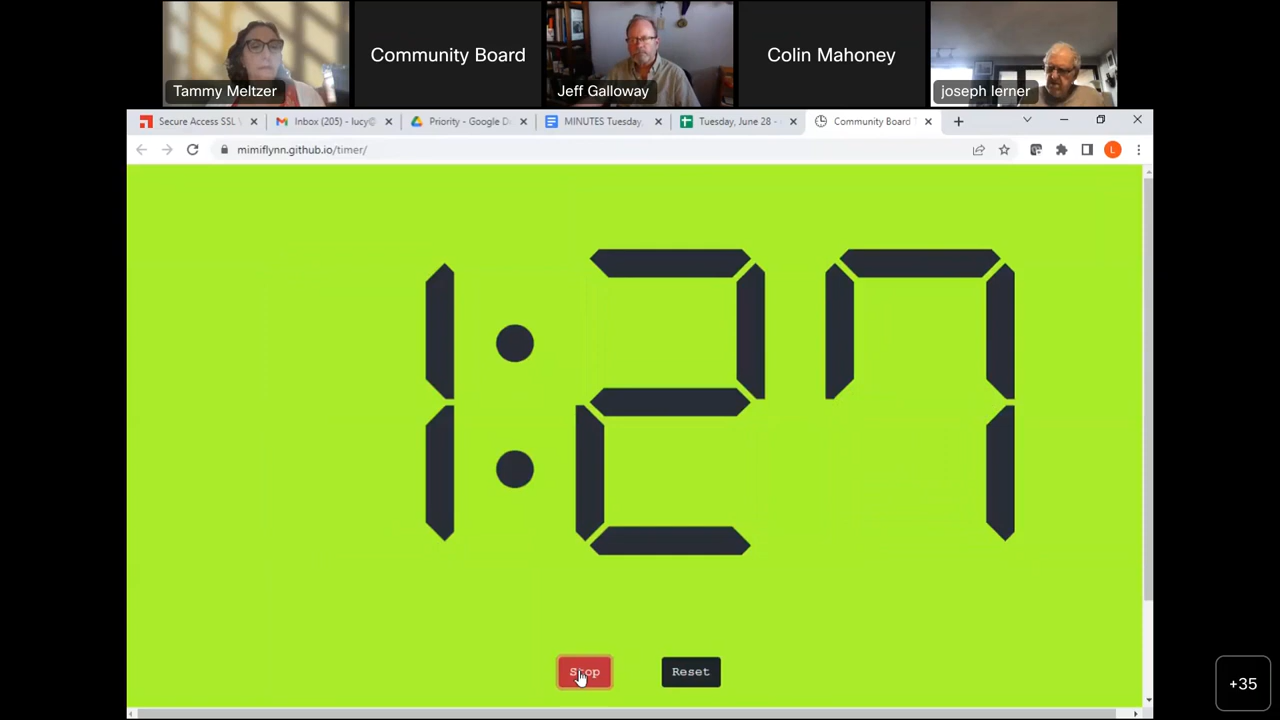 Community Board
Colin Mahoney
Tammy Meltzer
Jeff Galloway
joseph lerner
Secure Access SSL
Inbox (205) - lucy@
Priority - Google D
MINUTES Tuesday,
Tuesday, June 28 -
Community Board T
mimiflynn.github.io/timer/
L
1:27
Stop
Reset
+35